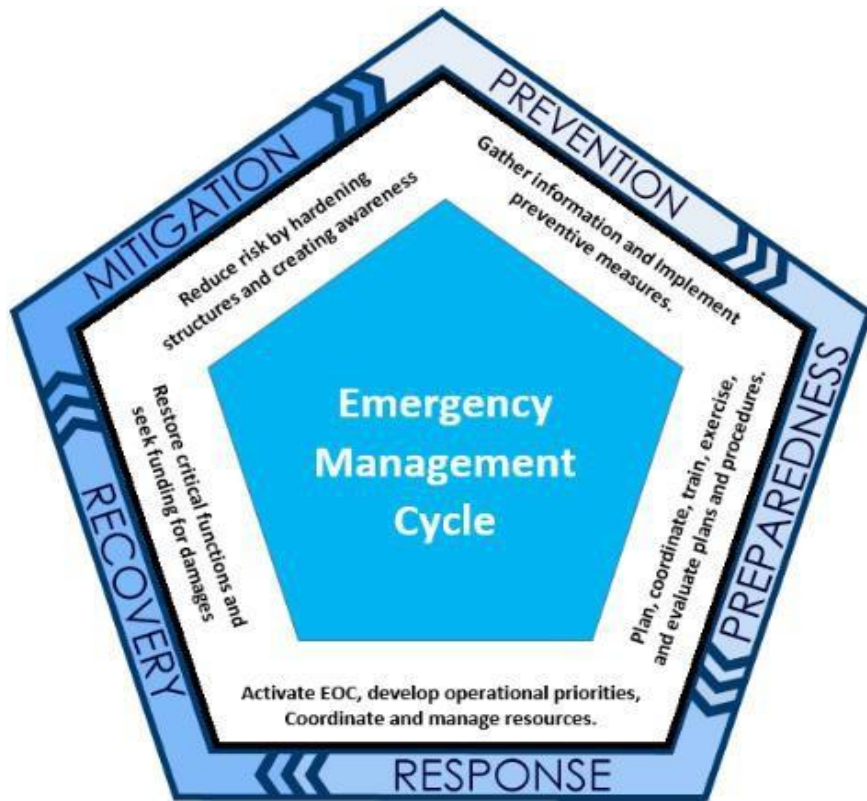 PREVENTION
Gather information and Implement
preventive measures.
PREPAREDNESS
Plan, coordinate, train, exercise,
and evaluate plans and procedures.
RESPONSE
Activate EOC, develop operational priorities,
Coordinate and manage resources.
RECOVERY
Restore critical functions and
seek funding for damages
MITIGATION
Reduce risk by hardening
structures and creating awareness
Emergency
Management
Cycle